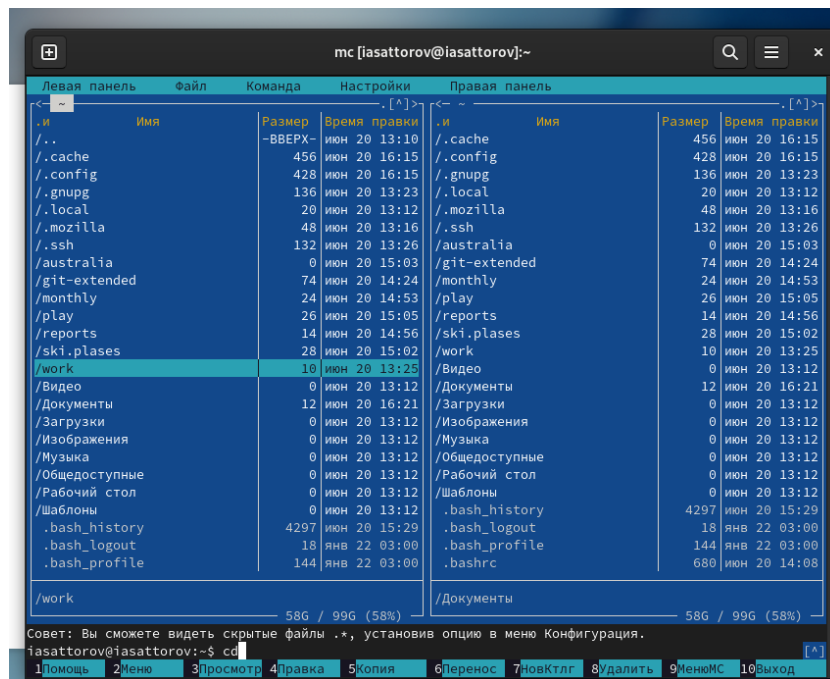 mc [iasattorov@iasattorov]:~
Левая панель Файл Команда Настройки Правая панель
<— ~ .[^]> <— ~ .[^]>
.и Имя Размер Время правки .и Имя Размер Время правки
/.. -ВВЕРХ- июн 20 13:10 /.cache 456 июн 20 16:15
/.cache 456 июн 20 16:15 /.config 428 июн 20 16:15
/.config 428 июн 20 16:15 /.gnupg 136 июн 20 13:23
/.gnupg 136 июн 20 13:23 /.local 20 июн 20 13:12
/.local 20 июн 20 13:12 /.mozilla 48 июн 20 13:16
/.mozilla 48 июн 20 13:16 /.ssh 132 июн 20 13:26
/.ssh 132 июн 20 13:26 /australia 0 июн 20 15:03
/australia 0 июн 20 15:03 /git-extended 74 июн 20 14:24
/git-extended 74 июн 20 14:24 /monthly 24 июн 20 14:53
/monthly 24 июн 20 14:53 /play 26 июн 20 15:05
/play 26 июн 20 15:05 /reports 14 июн 20 14:56
/reports 14 июн 20 14:56 /ski.plases 28 июн 20 15:02
/ski.plases 28 июн 20 15:02 /work 10 июн 20 13:25
/work 10 июн 20 13:25 /Видео 0 июн 20 13:12
/Видео 0 июн 20 13:12 /Документы 12 июн 20 16:21
/Документы 12 июн 20 16:21 /Загрузки 0 июн 20 13:12
/Загрузки 0 июн 20 13:12 /Изображения 0 июн 20 13:12
/Изображения 0 июн 20 13:12 /Музыка 0 июн 20 13:12
/Музыка 0 июн 20 13:12 /Общедоступные 0 июн 20 13:12
/Общедоступные 0 июн 20 13:12 /Рабочий стол 0 июн 20 13:12
/Рабочий стол 0 июн 20 13:12 /Шаблоны 0 июн 20 13:12
/Шаблоны 0 июн 20 13:12 .bash_history 4297 июн 20 15:29
.bash_history 4297 июн 20 15:29 .bash_logout 18 янв 22 03:00
.bash_logout 18 янв 22 03:00 .bash_profile 144 янв 22 03:00
.bash_profile 144 янв 22 03:00 .bashrc 680 июн 20 14:08
/work /Документы
58G / 99G (58%) 58G / 99G (58%)
Совет: Вы сможете видеть скрытые файлы .*, установив опцию в меню Конфигурация.
iasattorov@iasattorov:~$ cd [^]
1Помощь 2Меню 3Просмотр 4Правка 5Копия 6Перенос 7НовКтлг 8Удалить 9МенюМС 10Выход